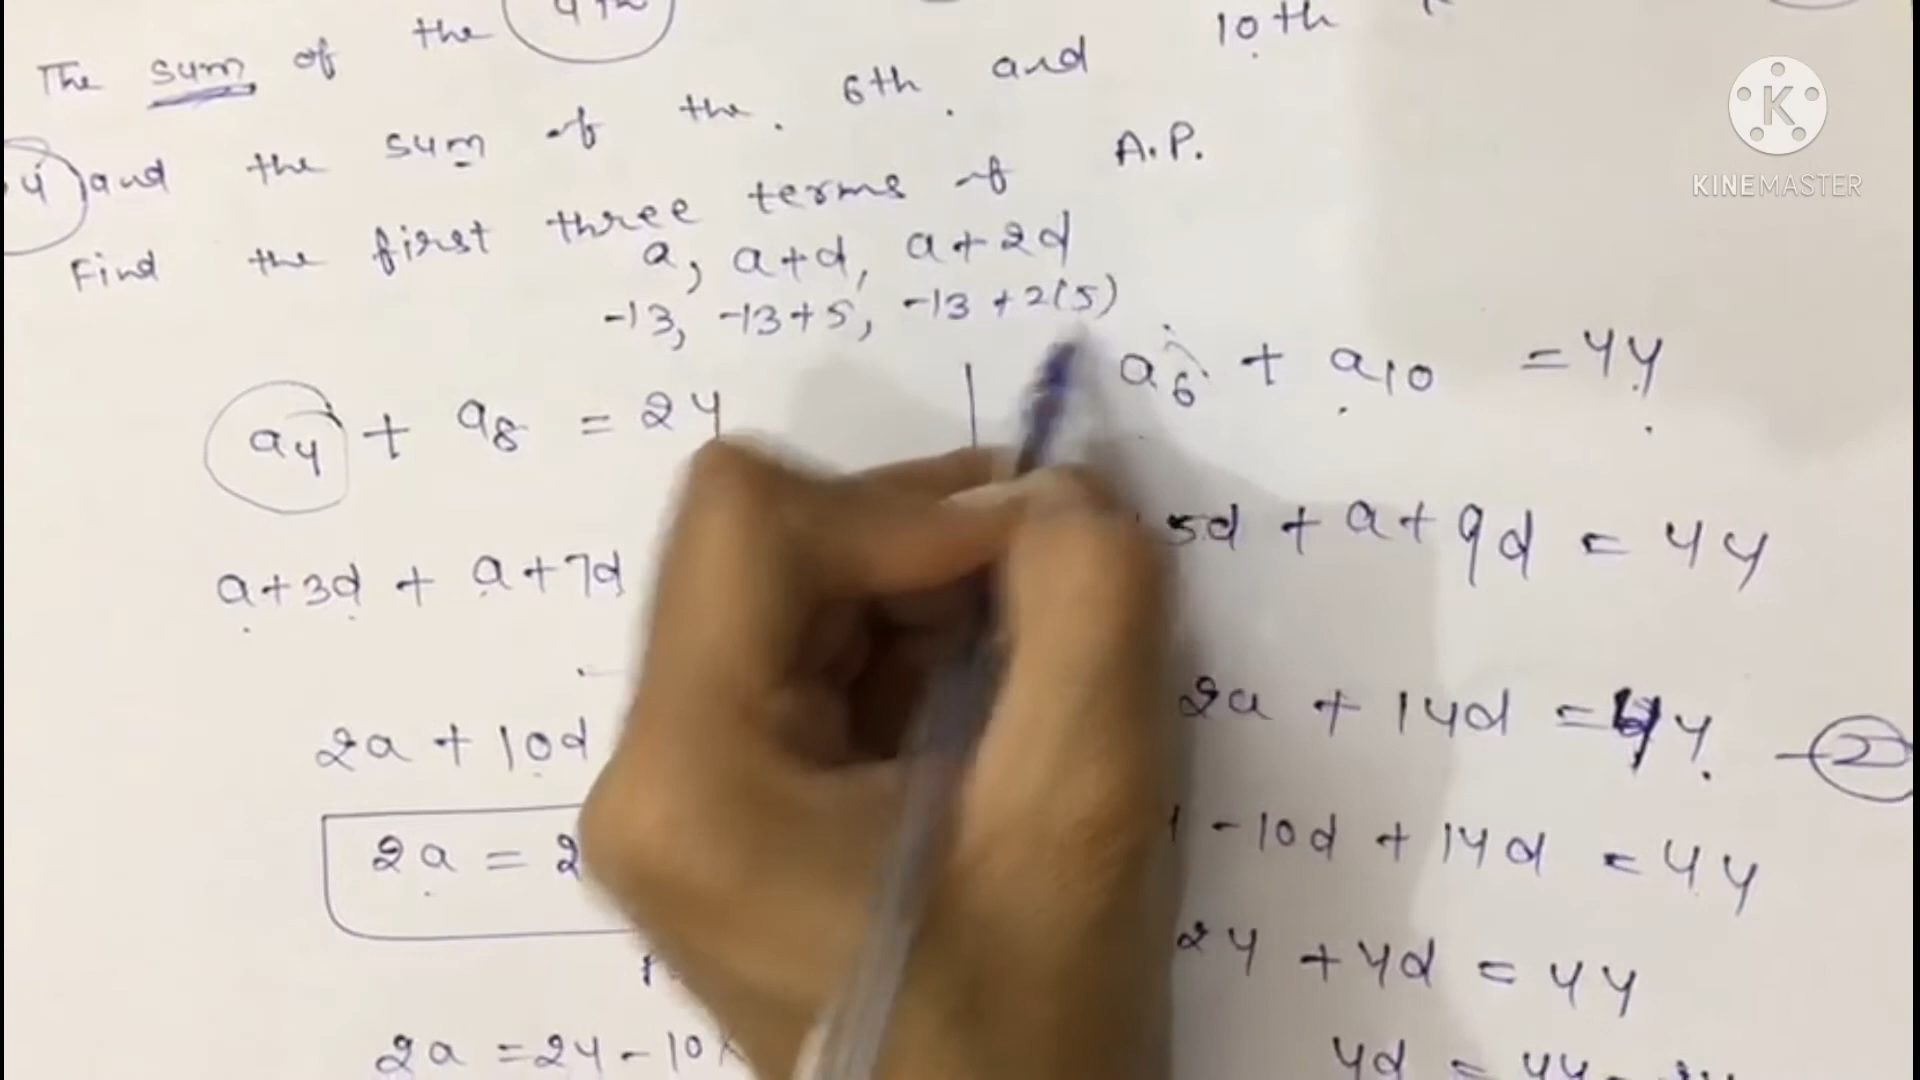 The sum of the 4th
10th
4 and the sum of the 6th and
Find the first three terms of A.P.
a, a+d, a+2d
-13, -13+5, -13+2(5)
a4 + a8 = 24
a6 + a10 = 44
a+3d + a+7d
5d + a+9d = 44
2a + 10d
2a + 14d = 44 - 2
2a = 2
- 10d + 14d = 44
24 + 4d = 44
2a = 24 - 10
4d = 44 -
KINEMASTER